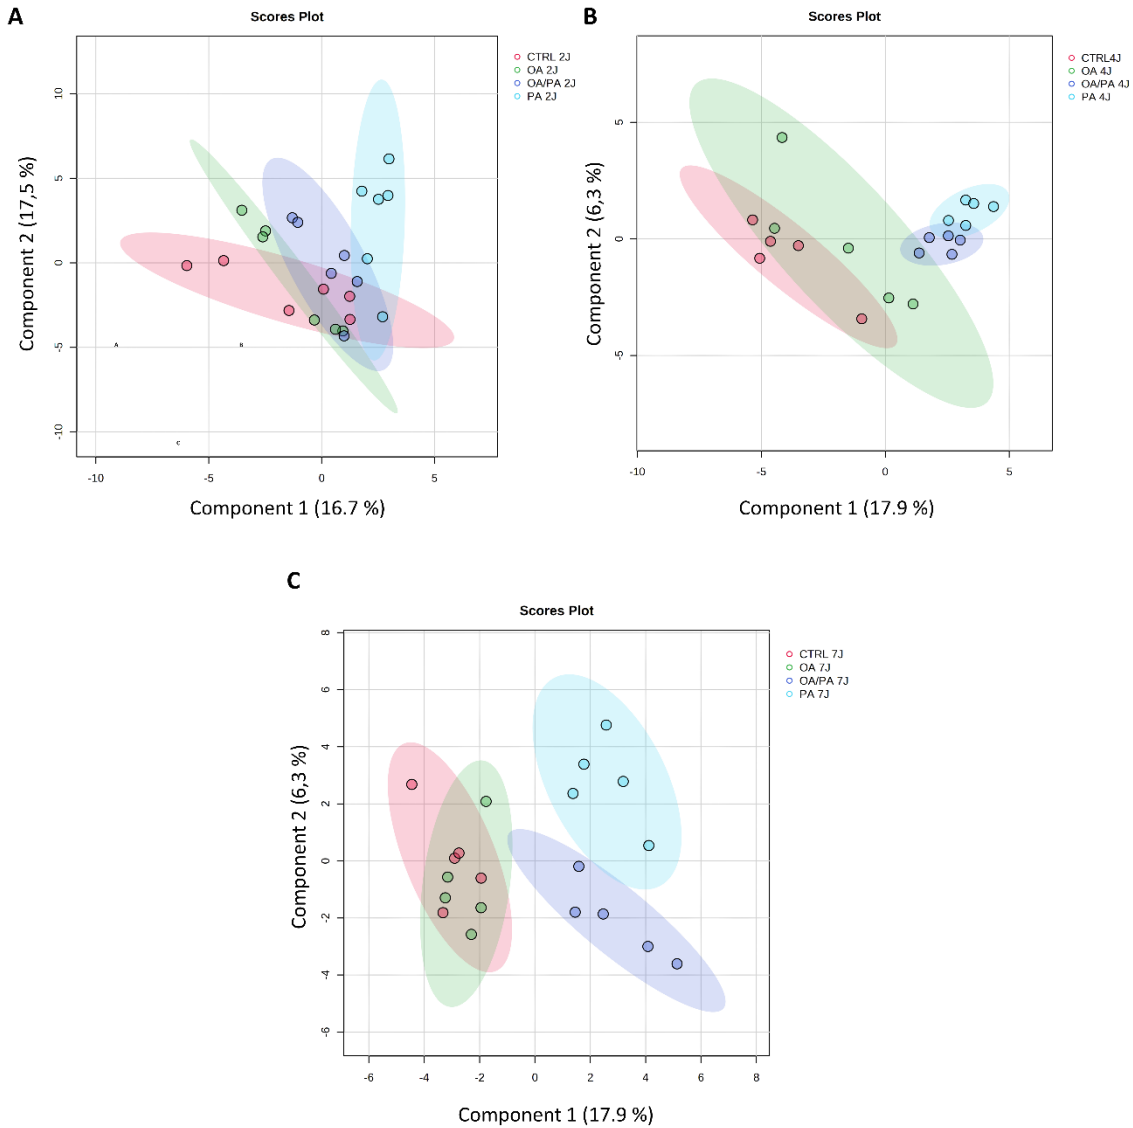 A
Scores Plot
CTRL 2J
OA 2J
OA/PA 2J
PA 2J
Component 2 (17,5 %)
10
5
0
-5
-10
A
B
C
-10
-5
0
5
Component 1 (16.7 %)
B
Scores Plot
CTRL4J
OA 4J
OA/PA 4J
PA 4J
Component 2 (6,3 %)
5
0
-5
-10
-5
0
5
Component 1 (17.9 %)
C
Scores Plot
CTRL 7J
OA 7J
OA/PA 7J
PA 7J
Component 2 (6,3 %)
8
6
4
2
0
-2
-4
-6
-6
-4
-2
0
2
4
6
8
Component 1 (17.9 %)